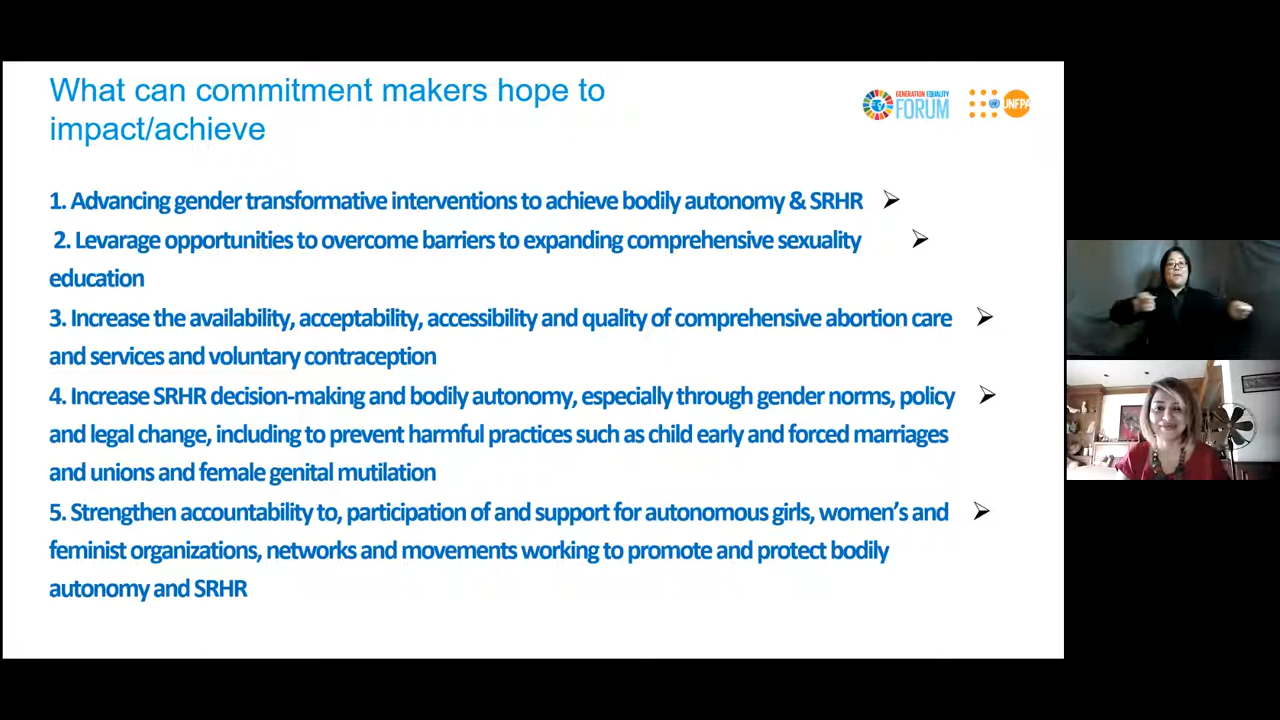 What can commitment makers hope to
impact/achieve
GENERATION EQUALITY
FORUM
UNFPA
1. Advancing gender transformative interventions to achieve bodily autonomy & SRHR
2. Levarage opportunities to overcome barriers to expanding comprehensive sexuality
education
3. Increase the availability, acceptability, accessibility and quality of comprehensive abortion care
and services and voluntary contraception
4. Increase SRHR decision-making and bodily autonomy, especially through gender norms, policy
and legal change, including to prevent harmful practices such as child early and forced marriages
and unions and female genital mutilation
5. Strengthen accountability to, participation of and support for autonomous girls, women’s and
feminist organizations, networks and movements working to promote and protect bodily
autonomy and SRHR